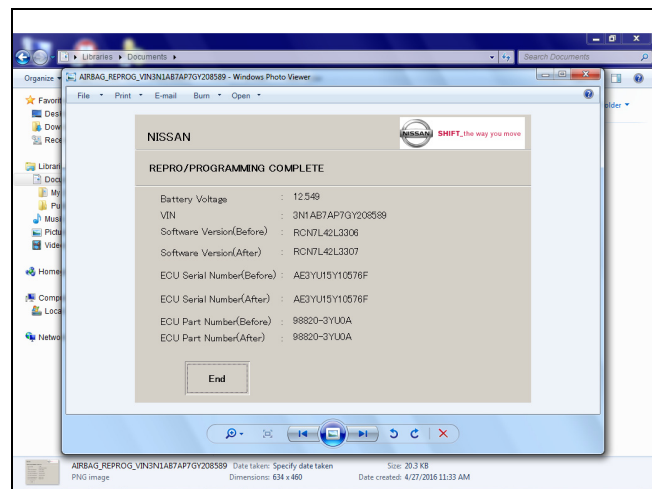 Libraries ▸ Documents ▸
Search Documents
Organize
AIRBAG_REPROG_VIN3N1AB7AP7GY208589 - Windows Photo Viewer
File Print E-mail Burn Open
Favorit
Desk
Dow
Rece
Librari
Docu
My
Pu
Musi
Pictu
Vide
Home
Compu
Loca
Netwo
older
NISSAN
NISSAN SHIFT_the way you move
REPRO/PROGRAMMING COMPLETE
Battery Voltage : 12.549
VIN : 3N1AB7AP7GY208589
Software Version(Before) : RCN7L42L3306
Software Version(After) : RCN7L42L3307
ECU Serial Number(Before) : AE3YU15Y10576F
ECU Serial Number(After) : AE3YU15Y10576F
ECU Part Number(Before) : 98820-3YU0A
ECU Part Number(After) : 98820-3YU0A
End
AIRBAG_REPROG_VIN3N1AB7AP7GY208589 Date taken: Specify date taken Size: 20.3 KB
PNG image Dimensions: 634 x 460 Date created: 4/27/2016 11:33 AM